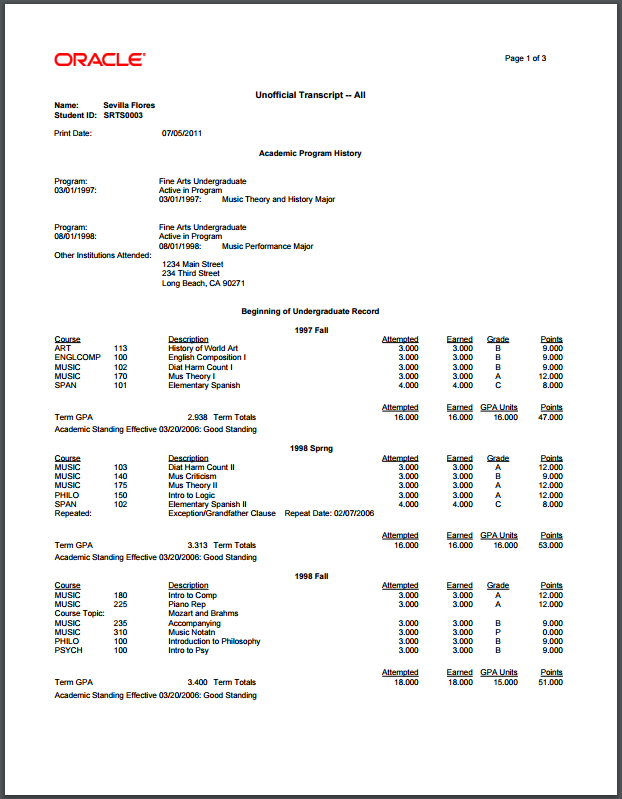 ORACLE
Page 1 of 3
Unofficial Transcript -- All
Name: Sevilla Flores
Student ID: SRTS0003
Print Date: 07/05/2011
Academic Program History
Program: Fine Arts Undergraduate
03/01/1997: Active in Program
03/01/1997: Music Theory and History Major
Program: Fine Arts Undergraduate
08/01/1998: Active in Program
08/01/1998: Music Performance Major
Other Institutions Attended:
1234 Main Street
234 Third Street
Long Beach, CA 90271
Beginning of Undergraduate Record
1997 Fall
Course Description Attempted Earned Grade Points
ART 113 History of World Art 3.000 3.000 B 9.000
ENGLCOMP 100 English Composition I 3.000 3.000 B 9.000
MUSIC 102 Diat Harm Count I 3.000 3.000 B 9.000
MUSIC 170 Mus Theory I 3.000 3.000 A 12.000
SPAN 101 Elementary Spanish 4.000 4.000 C 8.000
Attempted Earned GPA Units Points
Term GPA 2.938 Term Totals 16.000 16.000 16.000 47.000
Academic Standing Effective 03/20/2006: Good Standing
1998 Sprng
Course Description Attempted Earned Grade Points
MUSIC 103 Diat Harm Count II 3.000 3.000 A 12.000
MUSIC 140 Mus Criticism 3.000 3.000 B 9.000
MUSIC 175 Mus Theory II 3.000 3.000 A 12.000
PHILO 150 Intro to Logic 3.000 3.000 A 12.000
SPAN 102 Elementary Spanish II 4.000 4.000 C 8.000
Repeated: Exception/Grandfather Clause Repeat Date: 02/07/2006
Attempted Earned GPA Units Points
Term GPA 3.313 Term Totals 16.000 16.000 16.000 53.000
Academic Standing Effective 03/20/2006: Good Standing
1998 Fall
Course Description Attempted Earned Grade Points
MUSIC 180 Intro to Comp 3.000 3.000 A 12.000
MUSIC 225 Piano Rep 3.000 3.000 A 12.000
Course Topic: Mozart and Brahms
MUSIC 235 Accompanying 3.000 3.000 B 9.000
MUSIC 310 Music Notatn 3.000 3.000 P 0.000
PHILO 100 Introduction to Philosophy 3.000 3.000 B 9.000
PSYCH 100 Intro to Psy 3.000 3.000 B 9.000
Attempted Earned GPA Units Points
Term GPA 3.400 Term Totals 18.000 18.000 15.000 51.000
Academic Standing Effective 03/20/2006: Good Standing